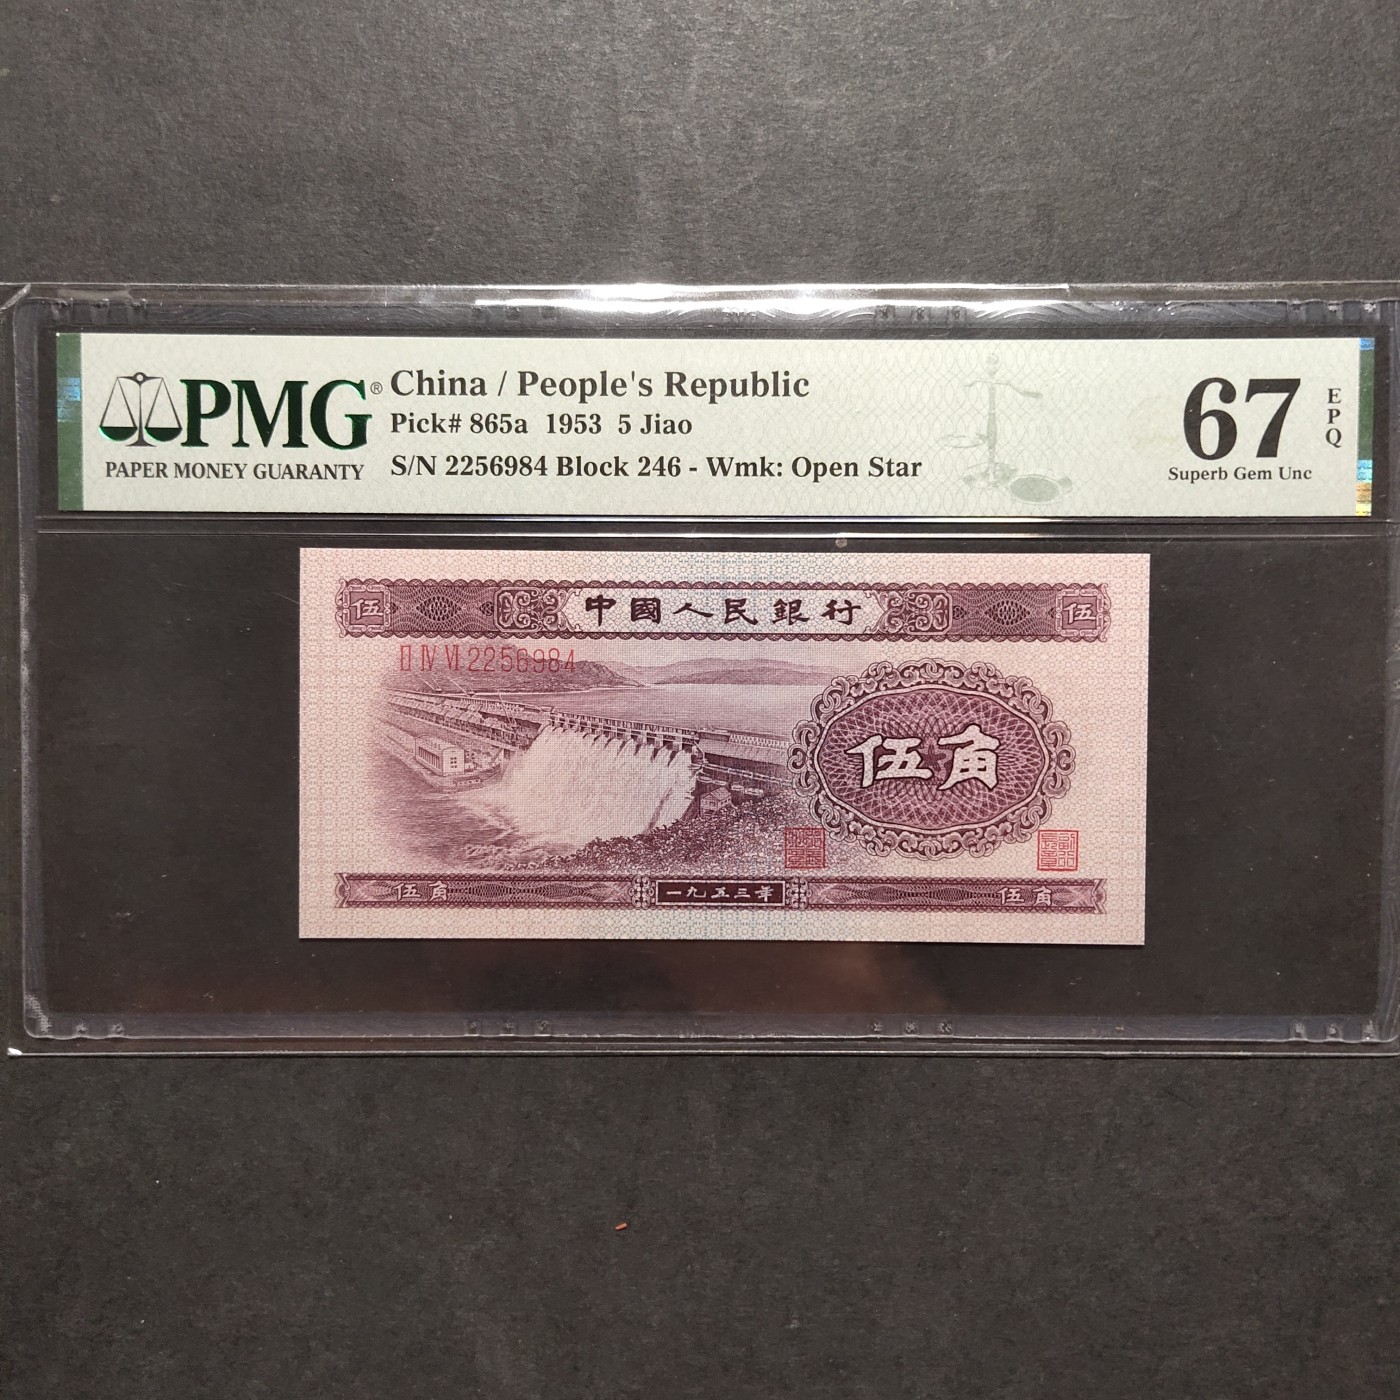 PMG®
PAPER MONEY GUARANTY
China / People's Republic
Pick# 865a 1953 5 Jiao
S/N 2256984 Block 246 - Wmk: Open Star
67
EPQ
Superb Gem Unc
伍
中國人民銀行
伍
II IV VI 2256984
伍角
伍角
一九五三年
伍角